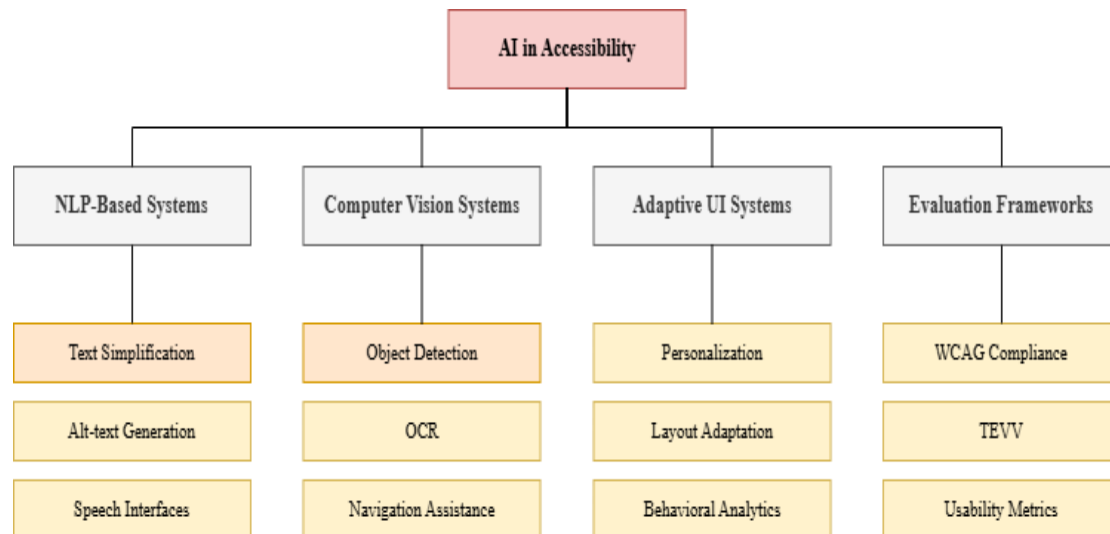 AI in Accessibility
NLP-Based Systems
Computer Vision Systems
Adaptive UI Systems
Evaluation Frameworks
Text Simplification
Object Detection
Personalization
WCAG Compliance
Alt-text Generation
OCR
Layout Adaptation
TEVV
Speech Interfaces
Navigation Assistance
Behavioral Analytics
Usability Metrics